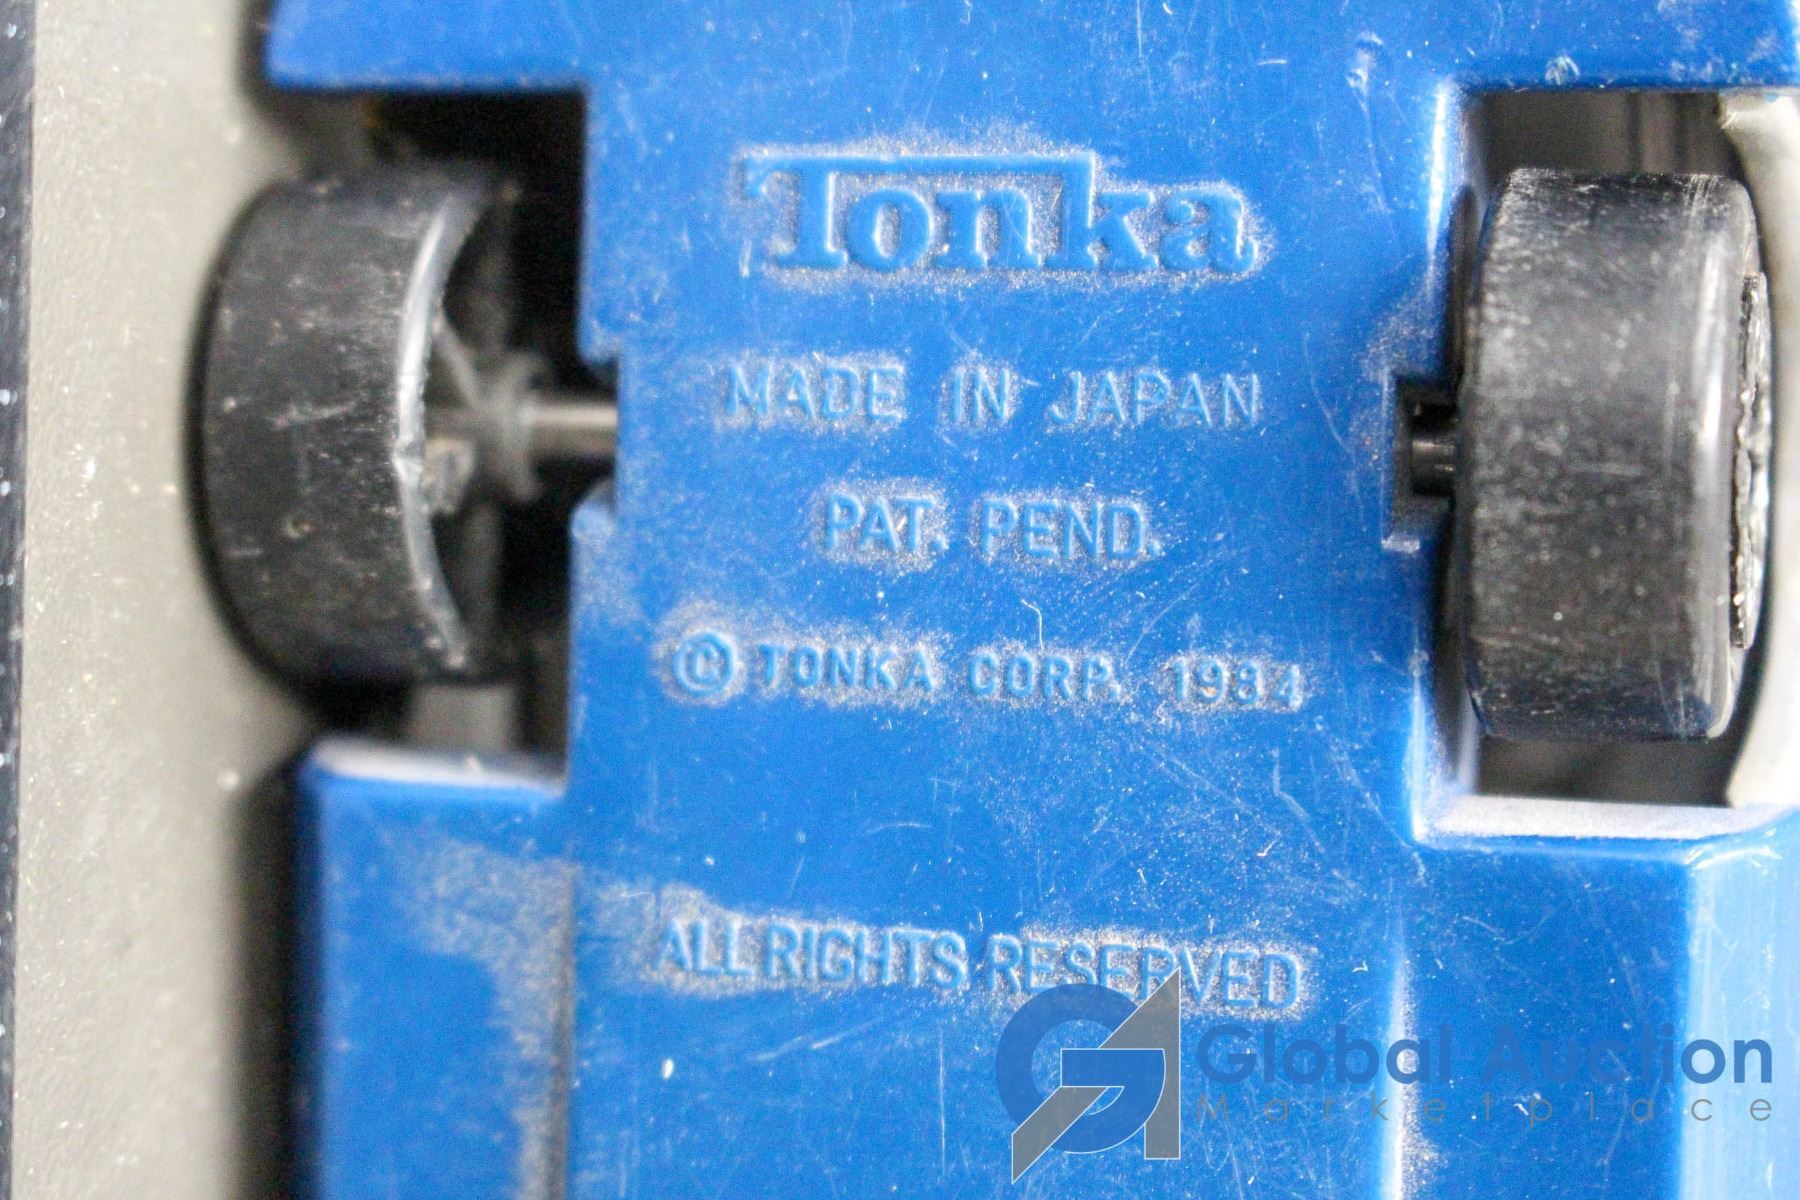 Tonka
MADE IN JAPAN
PAT. PEND.
© TONKA CORP. 1984
ALL RIGHTS RESERVED
Global Auction
Marketplace